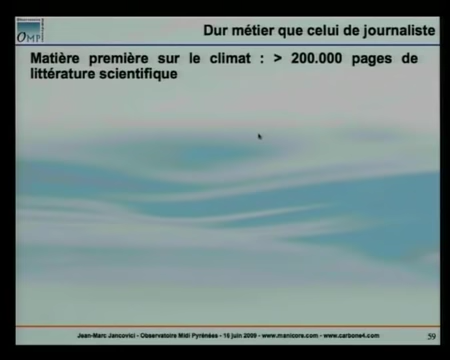 OMP
Dur métier que celui de journaliste
Matière première sur le climat : > 200.000 pages de
littérature scientifique
Jean-Marc Jancovici - Observatoire Midi Pyrénées - 16 juin 2009 - www.manicore.com - www.carbone4.com
59